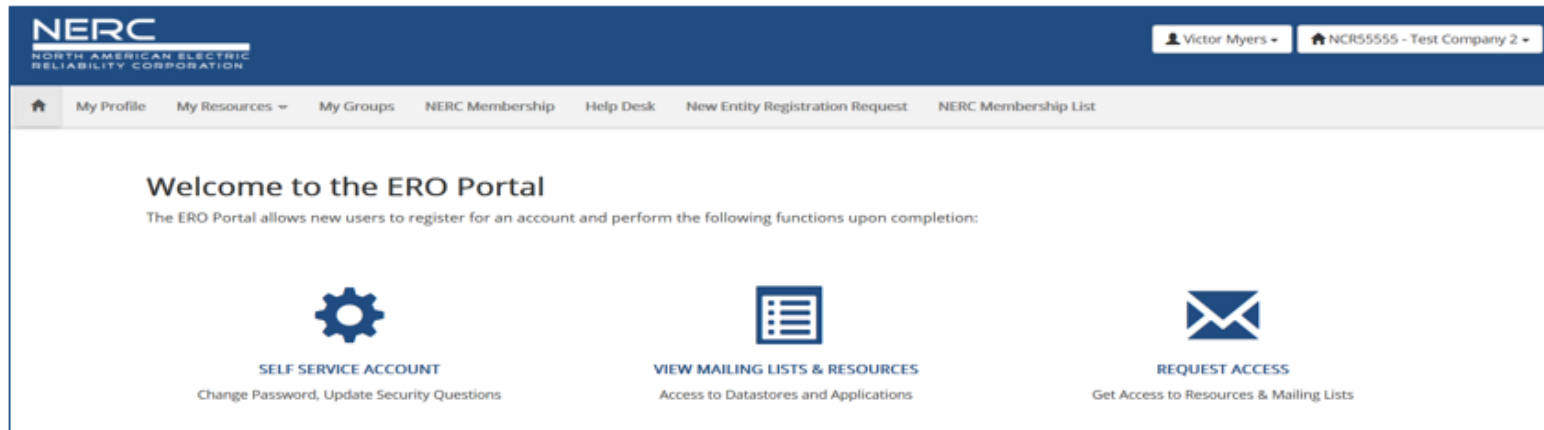 NERC
NORTH AMERICAN ELECTRIC
RELIABILITY CORPORATION
Victor Myers
NCR55555 - Test Company 2
My Profile My Resources My Groups NERC Membership Help Desk New Entity Registration Request NERC Membership List
Welcome to the ERO Portal
The ERO Portal allows new users to register for an account and perform the following functions upon completion:
SELF SERVICE ACCOUNT
Change Password, Update Security Questions
VIEW MAILING LISTS & RESOURCES
Access to Datastores and Applications
REQUEST ACCESS
Get Access to Resources & Mailing Lists